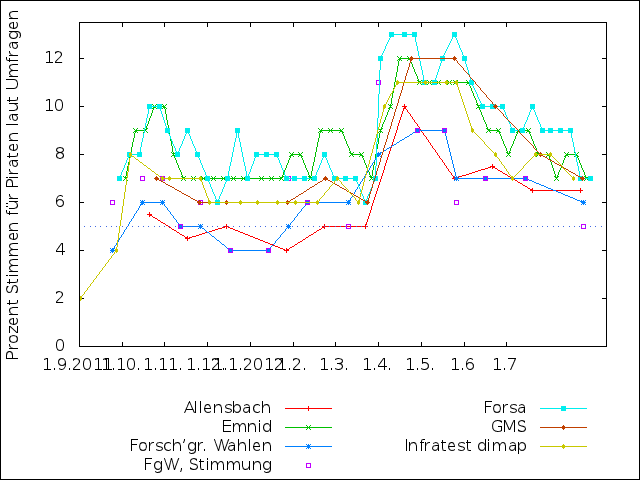 Prozent Stimmen für Piraten laut Umfragen
12
10
8
6
4
2
0
1.9.2011
1.10.
1.11.
1.12.
1.1.2012
1.2.
1.3.
1.4.
1.5.
1.6
1.7
Allensbach
Emnid
Forsch'gr. Wahlen
FgW, Stimmung
Forsa
GMS
Infratest dimap